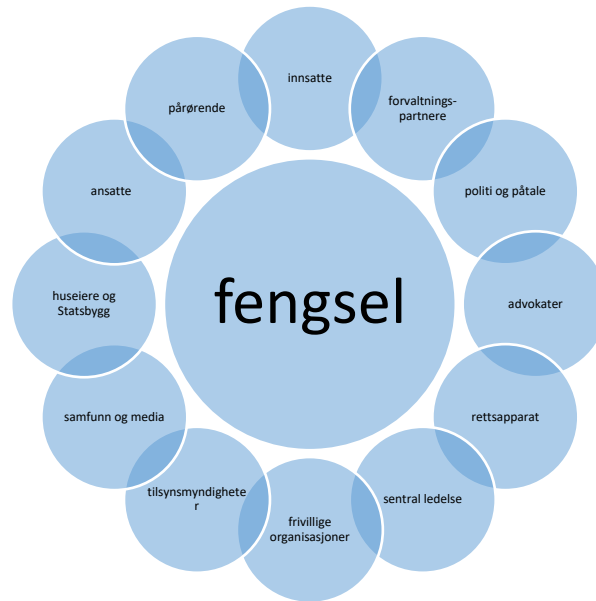 innsatte
forvaltnings-
partnere
politi og påtale
advokater
rettsapparat
sentral ledelse
frivillige
organisasjoner
tilsynsmyndighete
r
samfunn og media
huseiere og
Statsbygg
ansatte
pårørende
fengsel